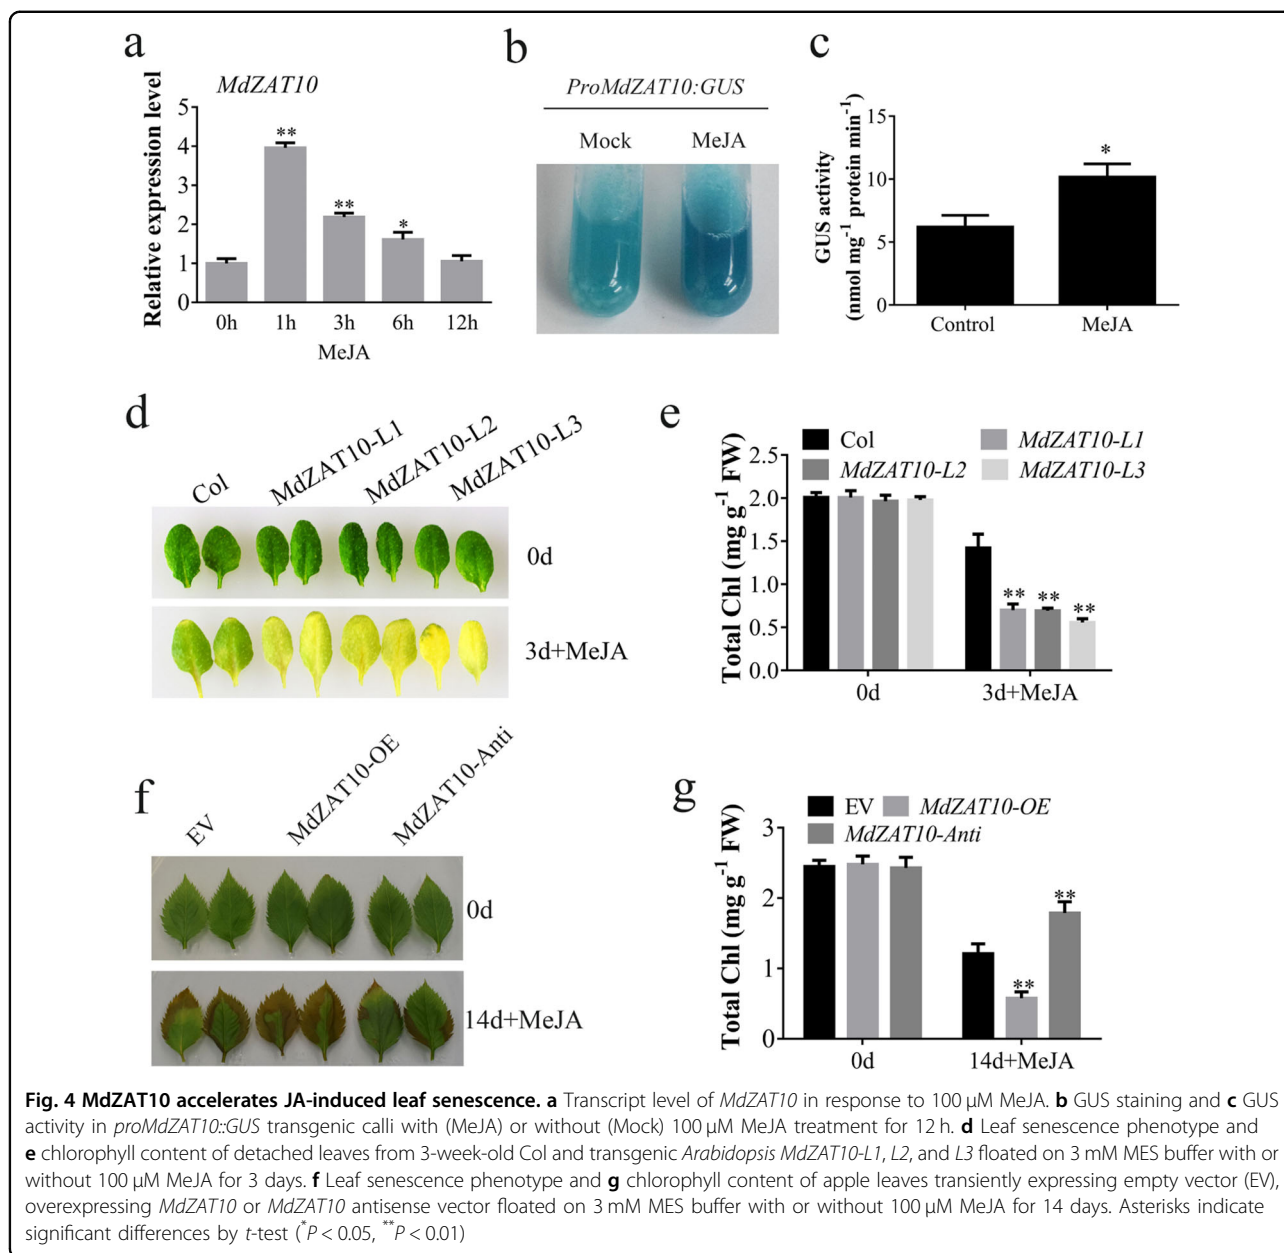 a
MdZAT10
Relative expression level
5
4
3
2
1
0
**
**
*
0h 1h 3h 6h 12h
MeJA
b
ProMdZAT10:GUS
Mock MeJA
c
GUS activity
(nmol mg-1 protein min-1)
15
10
5
0
*
Control MeJA
d
Col MdZAT10-L1 MdZAT10-L2 MdZAT10-L3
0d
3d+MeJA
e
Col MdZAT10-L1
MdZAT10-L2 MdZAT10-L3
Total Chl (mg g-1 FW)
2.5
2.0
1.5
1.0
0.5
0.0
** ** **
0d 3d+MeJA
f
EV MdZAT10-OE MdZAT10-Anti
0d
14d+MeJA
g
EV MdZAT10-OE
MdZAT10-Anti
Total Chl (mg g-1 FW)
3
2
1
0
**
**
0d 14d+MeJA
Fig. 4 MdZAT10 accelerates JA-induced leaf senescence. a Transcript level of MdZAT10 in response to 100 μM MeJA. b GUS staining and c GUS
activity in proMdZAT10::GUS transgenic calli with (MeJA) or without (Mock) 100 μM MeJA treatment for 12 h. d Leaf senescence phenotype and
e chlorophyll content of detached leaves from 3-week-old Col and transgenic Arabidopsis MdZAT10-L1, L2, and L3 floated on 3 mM MES buffer with or
without 100 μM MeJA for 3 days. f Leaf senescence phenotype and g chlorophyll content of apple leaves transiently expressing empty vector (EV),
overexpressing MdZAT10 or MdZAT10 antisense vector floated on 3 mM MES buffer with or without 100 μM MeJA for 14 days. Asterisks indicate
significant differences by t-test (*P < 0.05, **P < 0.01)